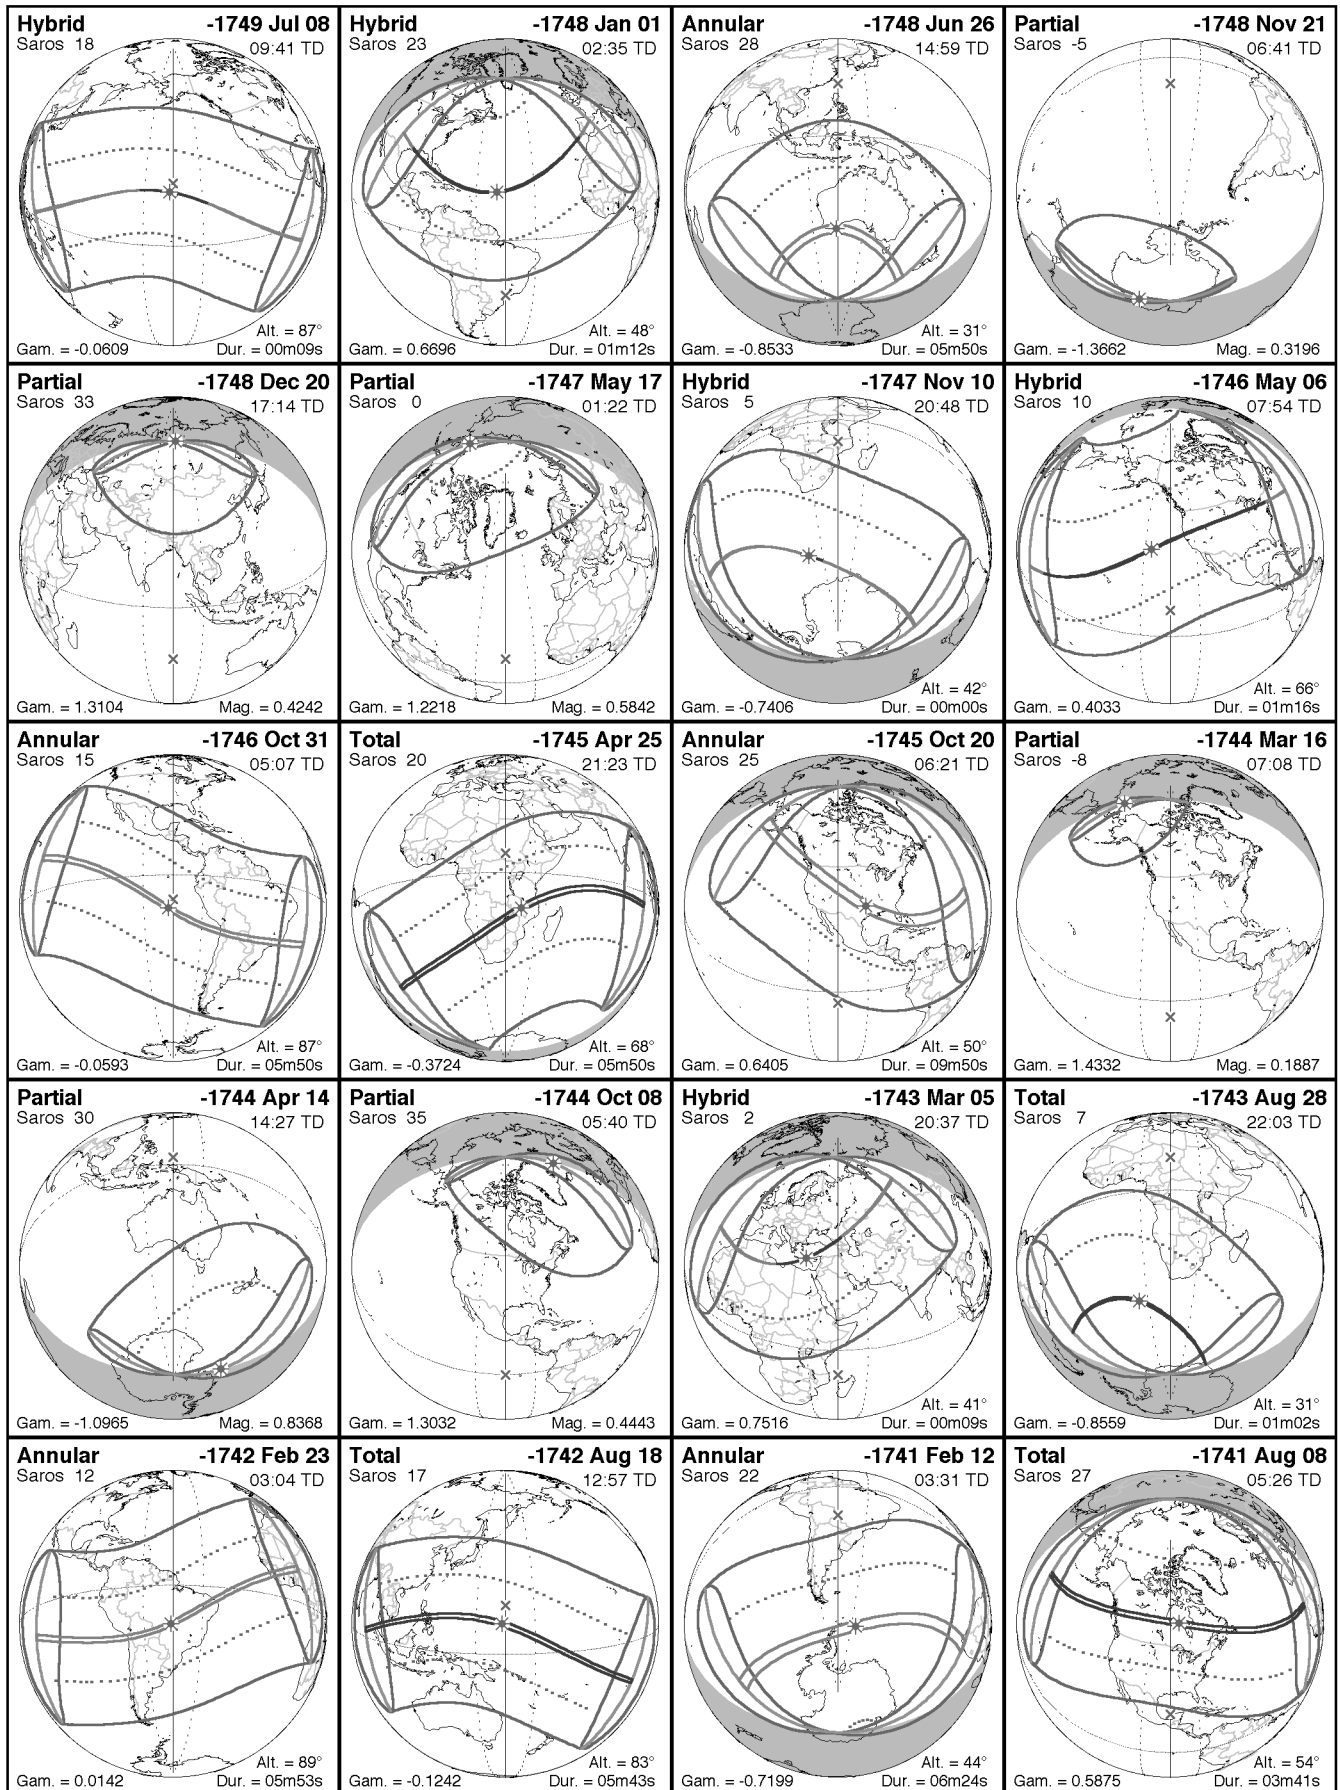 Hybrid -1749 Jul 08
Saros 18 09:41 TD
Alt. = 87°
Gam. = -0.0609 Dur. = 00m09s
Hybrid -1748 Jan 01
Saros 23 02:35 TD
Alt. = 48°
Gam. = 0.6696 Dur. = 01m12s
Annular -1748 Jun 26
Saros 28 14:59 TD
Alt. = 31°
Gam. = -0.8533 Dur. = 05m50s
Partial -1748 Nov 21
Saros -5 06:41 TD
Gam. = -1.3662 Mag. = 0.3196
Partial -1748 Dec 20
Saros 33 17:14 TD
Gam. = 1.3104 Mag. = 0.4242
Partial -1747 May 17
Saros 0 01:22 TD
Gam. = 1.2218 Mag. = 0.5842
Hybrid -1747 Nov 10
Saros 5 20:48 TD
Alt. = 42°
Gam. = -0.7406 Dur. = 00m00s
Hybrid -1746 May 06
Saros 10 07:54 TD
Alt. = 66°
Gam. = 0.4033 Dur. = 01m16s
Annular -1746 Oct 31
Saros 15 05:07 TD
Alt. = 87°
Gam. = -0.0593 Dur. = 05m50s
Total -1745 Apr 25
Saros 20 21:23 TD
Alt. = 68°
Gam. = -0.3724 Dur. = 05m50s
Annular -1745 Oct 20
Saros 25 06:21 TD
Alt. = 50°
Gam. = 0.6405 Dur. = 09m50s
Partial -1744 Mar 16
Saros -8 07:08 TD
Gam. = 1.4332 Mag. = 0.1887
Partial -1744 Apr 14
Saros 30 14:27 TD
Gam. = -1.0965 Mag. = 0.8368
Partial -1744 Oct 08
Saros 35 05:40 TD
Gam. = 1.3032 Mag. = 0.4443
Hybrid -1743 Mar 05
Saros 2 20:37 TD
Alt. = 41°
Gam. = 0.7516 Dur. = 00m09s
Total -1743 Aug 28
Saros 7 22:03 TD
Alt. = 31°
Gam. = -0.8559 Dur. = 01m02s
Annular -1742 Feb 23
Saros 12 03:04 TD
Alt. = 89°
Gam. = 0.0142 Dur. = 05m53s
Total -1742 Aug 18
Saros 17 12:57 TD
Alt. = 83°
Gam. = -0.1242 Dur. = 05m43s
Annular -1741 Feb 12
Saros 22 03:31 TD
Alt. = 44°
Gam. = -0.7199 Dur. = 06m24s
Total -1741 Aug 08
Saros 27 05:26 TD
Alt. = 54°
Gam. = 0.5875 Dur. = 03m41s